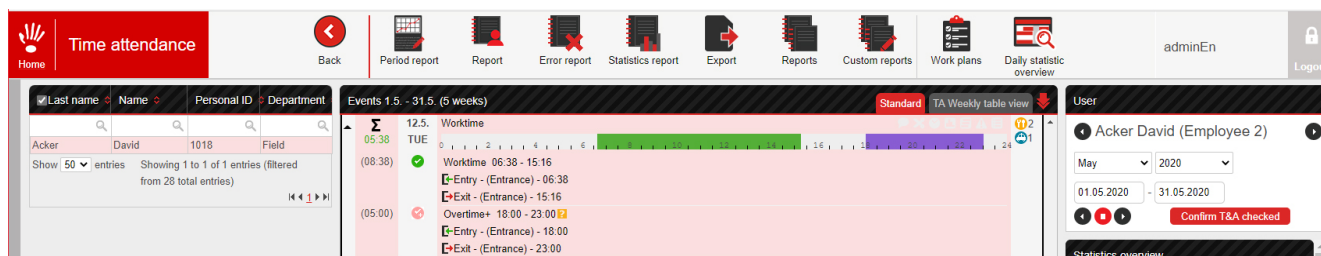 Home
Time attendance
Back
Period report
Report
Error report
Statistics report
Export
Reports
Custom reports
Work plans
Daily statistic
overview
adminEn
Logou
Last name
Name
Personal ID
Department
Acker
David
1018
Field
Show 50 entries
Showing 1 to 1 of 1 entries (filtered
from 28 total entries)
1
Events 1.5. - 31.5. (5 weeks)
Standard
TA Weekly table view
Σ
12.5.
Worktime
2
05:38
TUE
0 2 4 6 8 10 12 14 16 18 20 22 24
1
(08:38)
Worktime 06:38 - 15:16
Entry - (Entrance) - 06:38
Exit - (Entrance) - 15:16
(05:00)
Overtime+ 18:00 - 23:00 ?
Entry - (Entrance) - 18:00
Exit - (Entrance) - 23:00
User
Acker David (Employee 2)
May
2020
01.05.2020 - 31.05.2020
Confirm T&A checked
Statistics overview